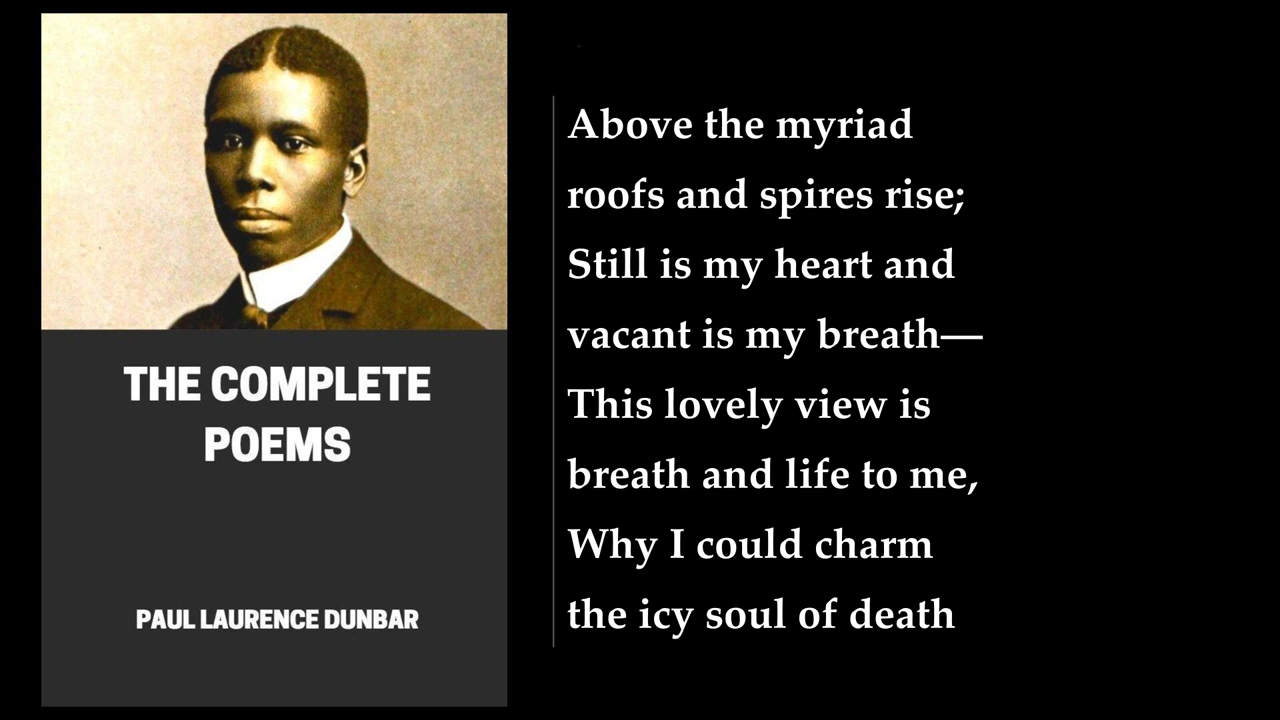 THE COMPLETE
POEMS
PAUL LAURENCE DUNBAR
Above the myriad
roofs and spires rise;
Still is my heart and
vacant is my breath—
This lovely view is
breath and life to me,
Why I could charm
the icy soul of death